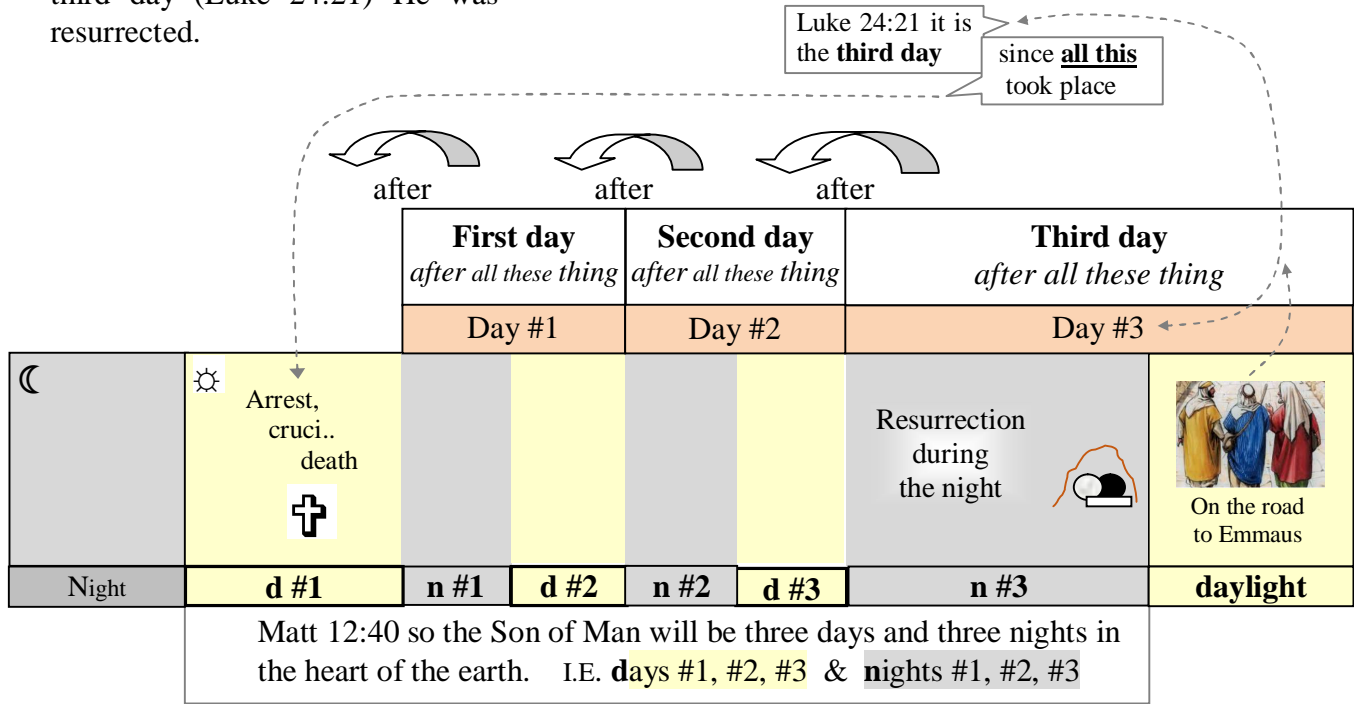 third day (Luke 24:21) He was
resurrected.
Luke 24:21 it is
the third day
since all this
took place
after after after
First day Second day Third day
after all these thing after all these thing after all these thing
Day #1 Day #2 Day #3
Arrest,
cruci..
death
Resurrection
during
the night
On the road
to Emmaus
Night d #1 n #1 d #2 n #2 d #3 n #3 daylight
Matt 12:40 so the Son of Man will be three days and three nights in
the heart of the earth. I.E. days #1, #2, #3 & nights #1, #2, #3